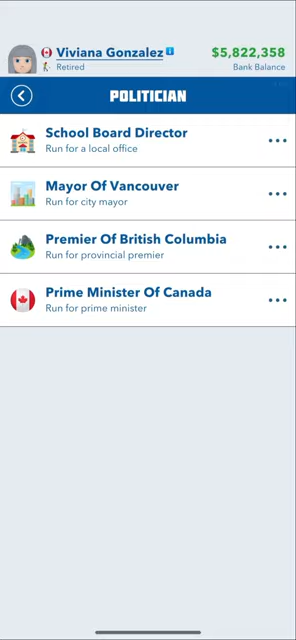 Viviana Gonzalez
$5,822,358
Retired
Bank Balance
POLITICIAN
School Board Director
Run for a local office
Mayor Of Vancouver
Run for city mayor
Premier Of British Columbia
Run for provincial premier
Prime Minister Of Canada
Run for prime minister